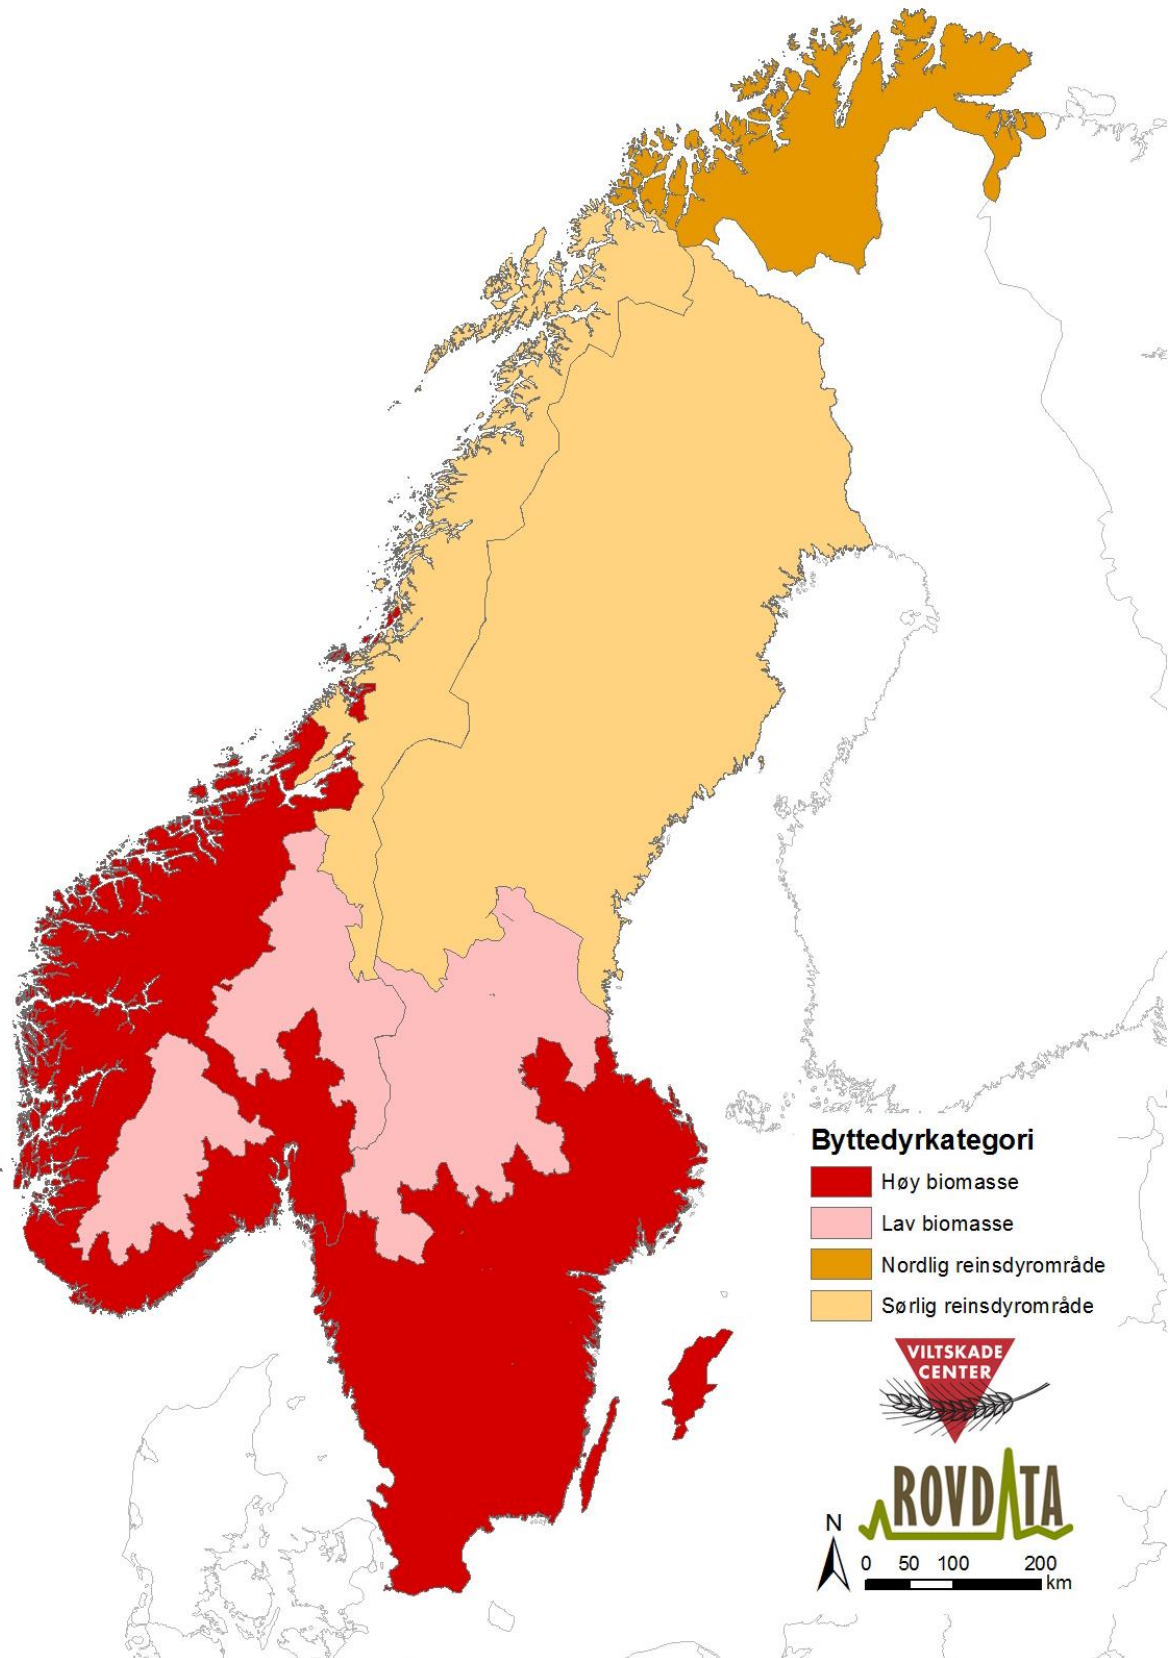 Byttedyrkategori
Høy biomasse
Lav biomasse
Nordlig reinsdyrområde
Sørlig reinsdyrområde
VILTSKADE
CENTER
ROVDATA
N
0 50 100 200
km